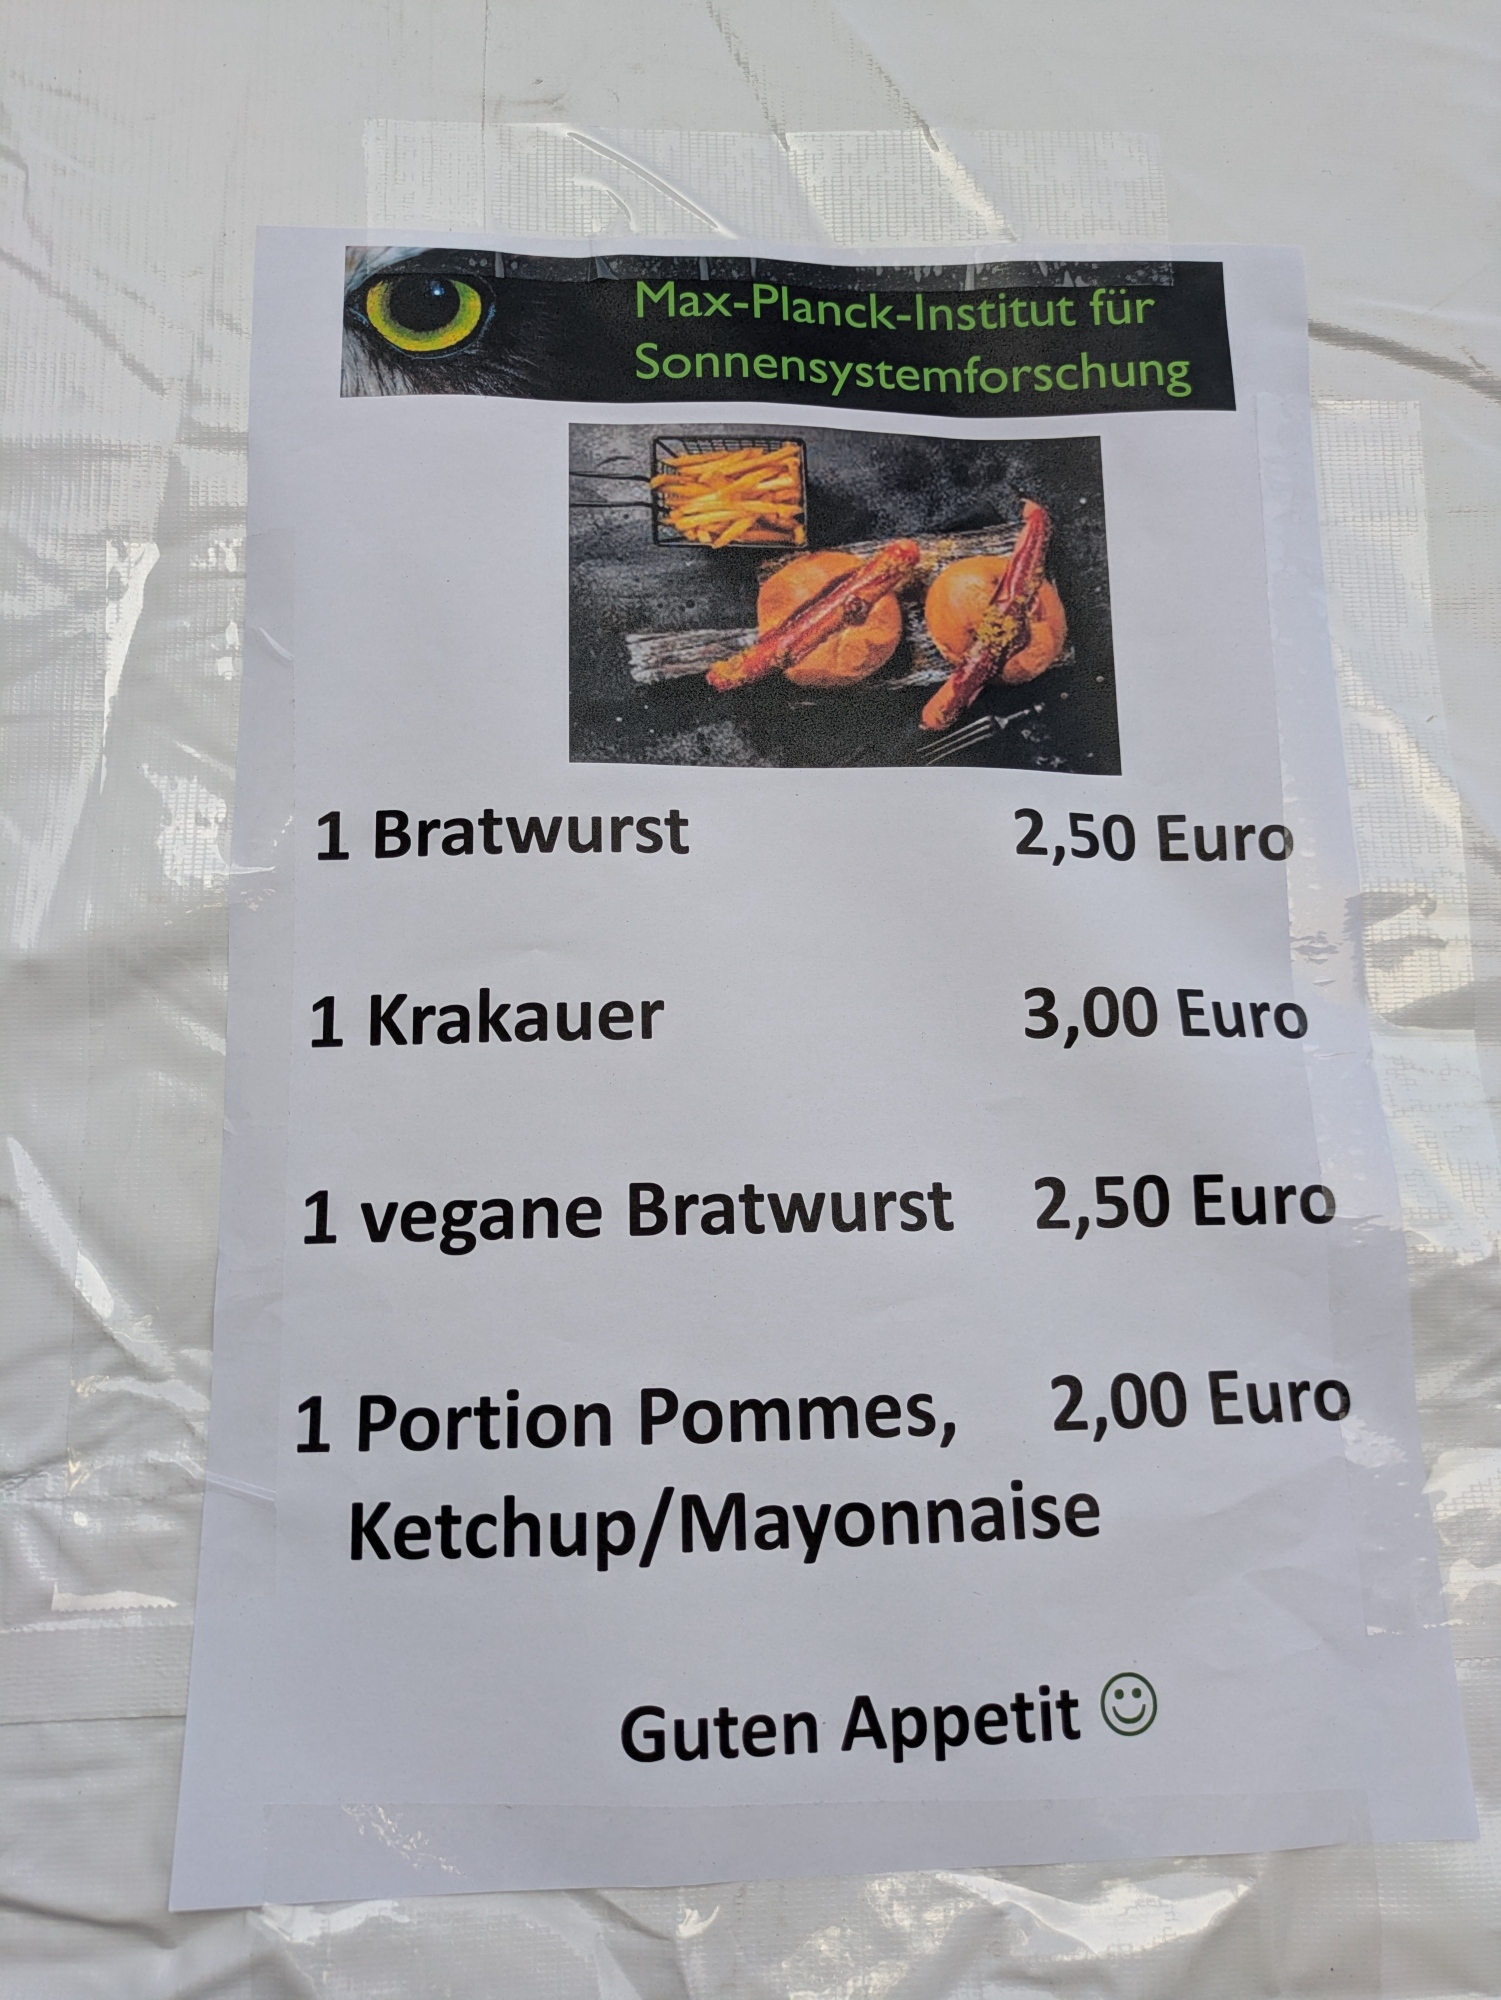 Max-Planck-Institut für
Sonnensystemforschung
1 Bratwurst 2,50 Euro
1 Krakauer 3,00 Euro
1 vegane Bratwurst 2,50 Euro
1 Portion Pommes, 2,00 Euro
Ketchup/Mayonnaise
Guten Appetit ☺